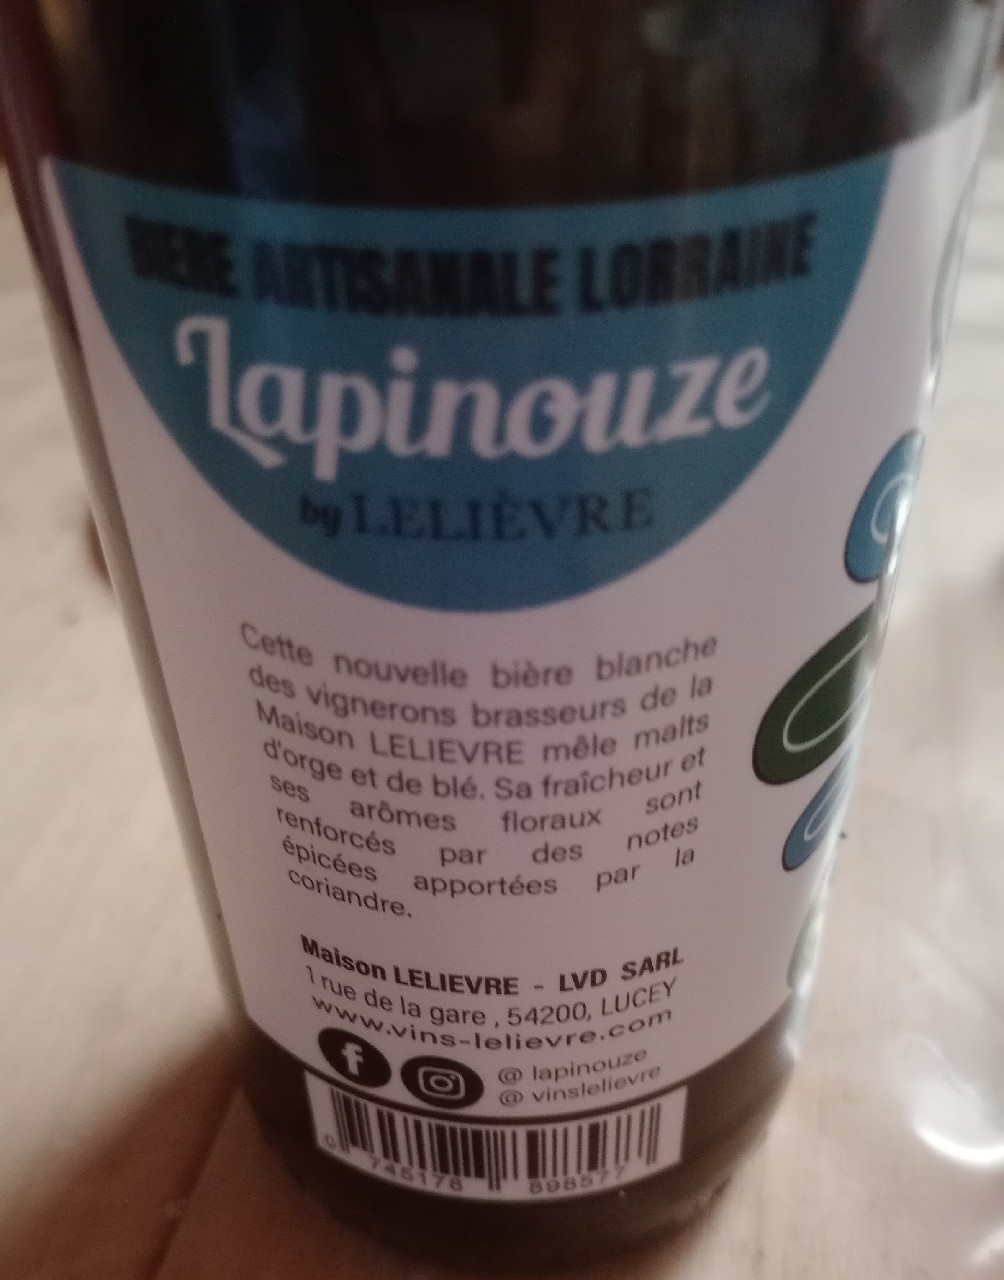 BIÈRE ARTISANALE LORRAINE
Lapinouze
by LELIÈVRE
Cette nouvelle bière blanche
des vignerons brasseurs de la
Maison LELIEVRE mêle malts
d'orge et de blé. Sa fraîcheur et
ses arômes floraux sont
renforcés par des notes
épicées apportées par la
coriandre.
Maison LELIEVRE - LVD SARL
1 rue de la gare , 54200, LUCEY
www.vins-lelievre.com
f
@ lapinouze
@ vinslelievre
0 745178 898577